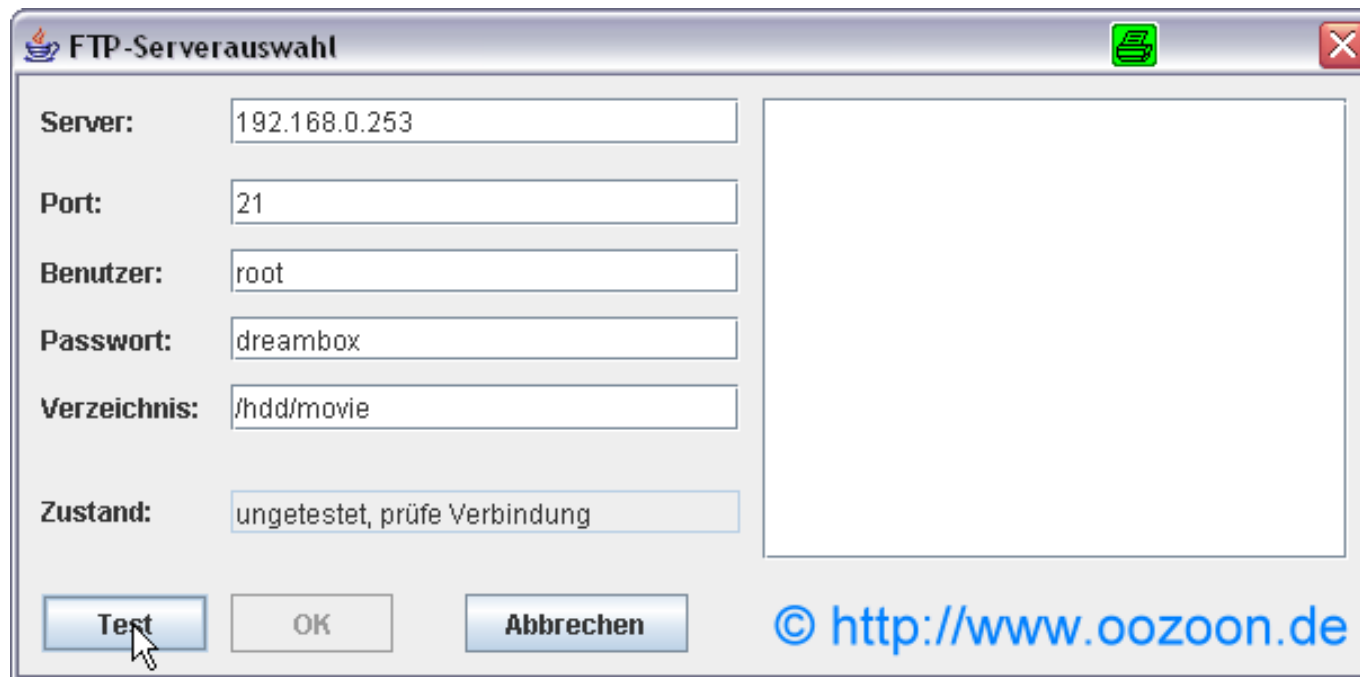 FTP-Serverauswahl
Server: 192.168.0.253
Port: 21
Benutzer: root
Passwort: dreambox
Verzeichnis: /hdd/movie
Zustand: ungetestet, prüfe Verbindung
Test OK Abbrechen © http://www.oozoon.de